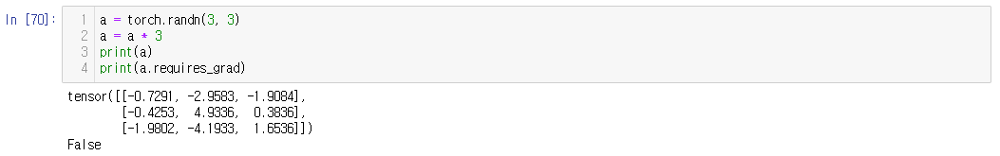 In [70]:
1 a = torch.randn(3, 3)
2 a = a * 3
3 print(a)
4 print(a.requires_grad)
tensor([[-0.7291, -2.9583, -1.9084],
[-0.4253, 4.9336, 0.3836],
[-1.9802, -4.1933, 1.6536]])
False